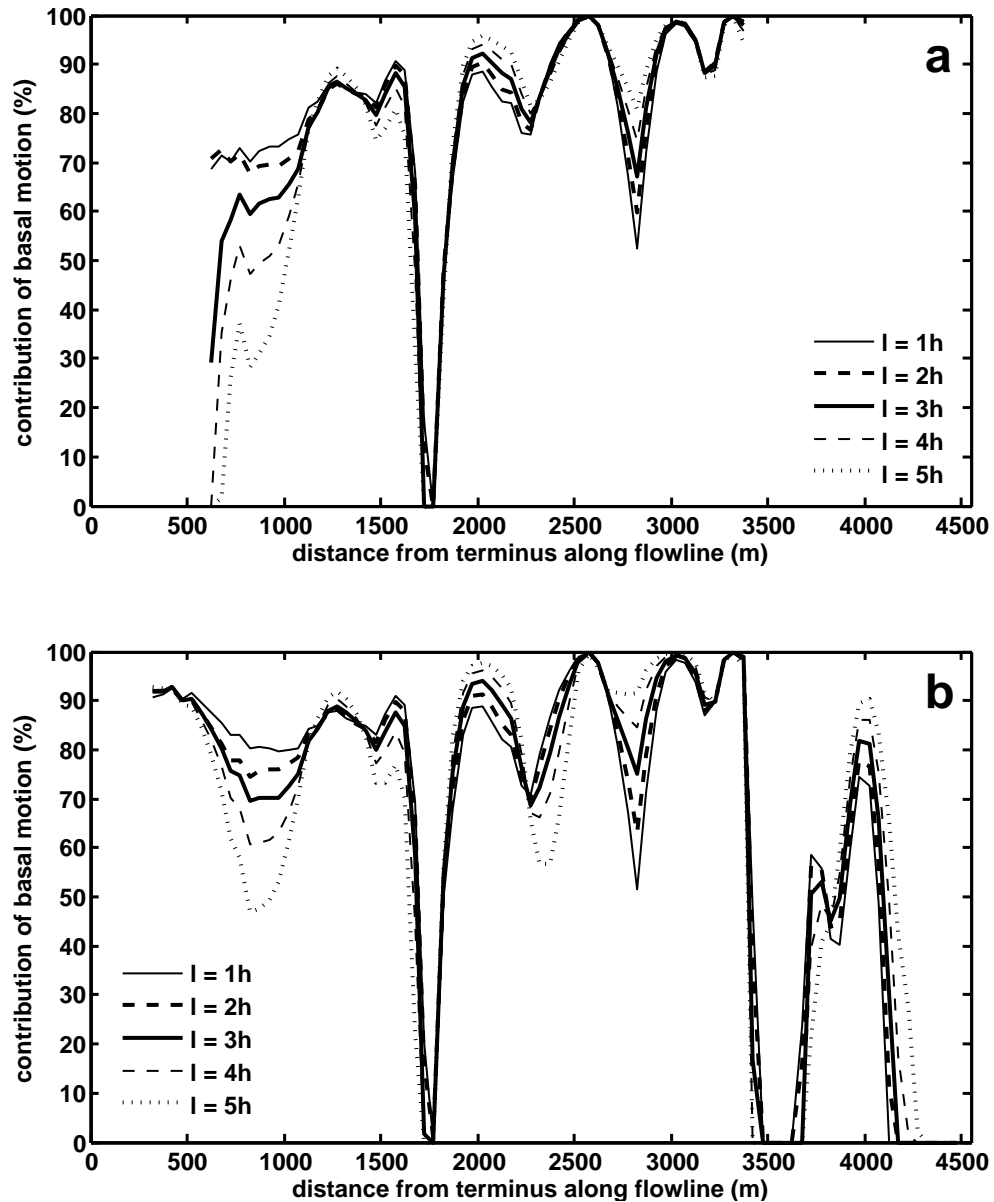 a
contribution of basal motion (%)
100
90
80
70
60
50
40
30
20
10
0
l = 1h
l = 2h
l = 3h
l = 4h
l = 5h
0 500 1000 1500 2000 2500 3000 3500 4000 4500
distance from terminus along flowline (m)
b
contribution of basal motion (%)
100
90
80
70
60
50
40
30
20
10
0
l = 1h
l = 2h
l = 3h
l = 4h
l = 5h
0 500 1000 1500 2000 2500 3000 3500 4000 4500
distance from terminus along flowline (m)